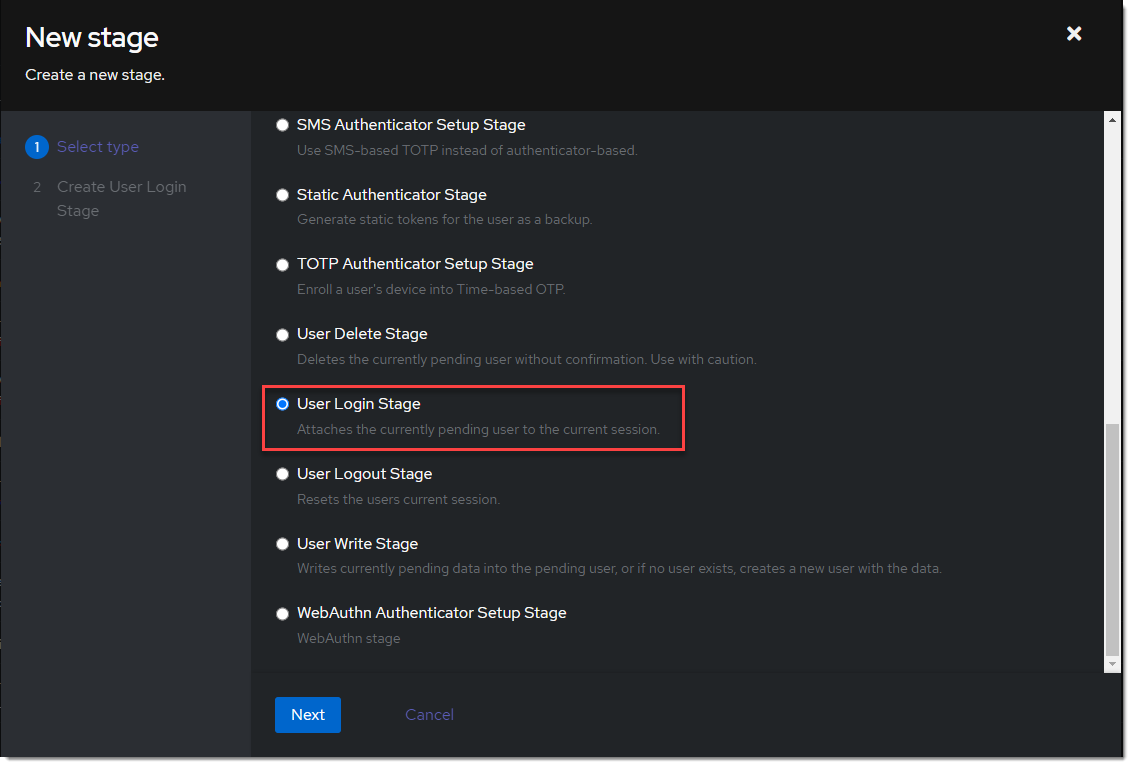 New stage
Create a new stage.
1 Select type
2 Create User Login
Stage
SMS Authenticator Setup Stage
Use SMS-based TOTP instead of authenticator-based.
Static Authenticator Stage
Generate static tokens for the user as a backup.
TOTP Authenticator Setup Stage
Enroll a user's device into Time-based OTP.
User Delete Stage
Deletes the currently pending user without confirmation. Use with caution.
User Login Stage
Attaches the currently pending user to the current session.
User Logout Stage
Resets the users current session.
User Write Stage
Writes currently pending data into the pending user, or if no user exists, creates a new user with the data.
WebAuthn Authenticator Setup Stage
WebAuthn stage
Next
Cancel